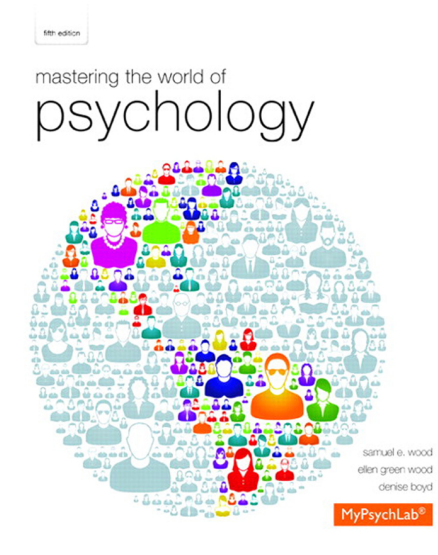 fifth edition
mastering the world of
psychology
samuel e. wood
ellen green wood
denise boyd
MyPsychLab®